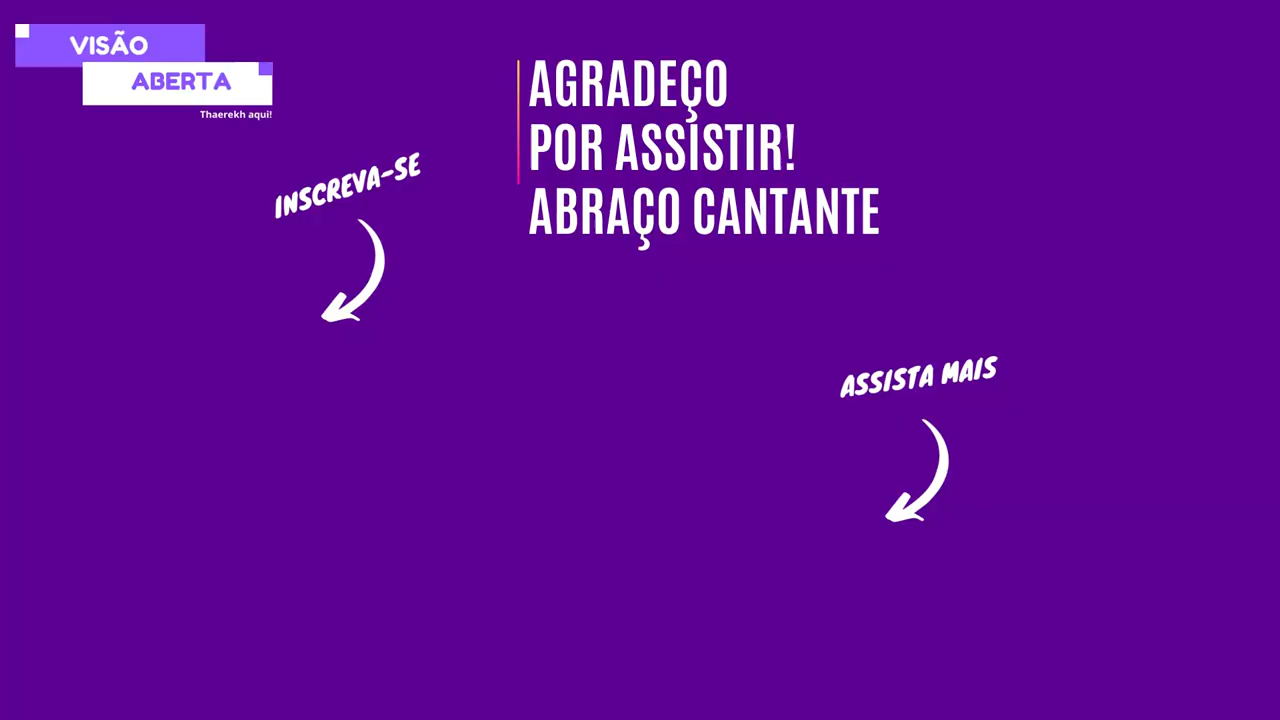 VISÃO
ABERTA
Thaerekh aqui!
AGRADEÇO
POR ASSISTIR!
ABRAÇO CANTANTE
INSCREVA-SE
ASSISTA MAIS